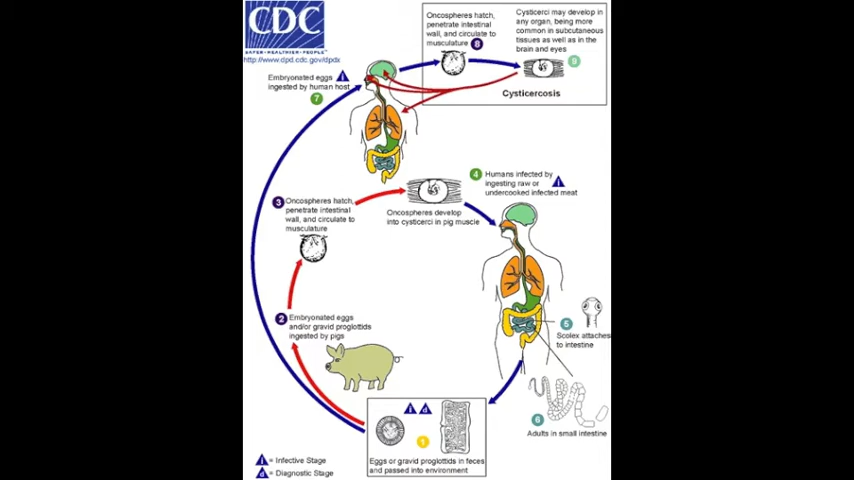 CDC
SAFER·HEALTHIER·PEOPLE™
http://www.dpd.cdc.gov/dpdx
Oncospheres hatch,
penetrate intestinal
wall, and circulate to
musculature 8
Cysticerci may develop in
any organ, being more
common in subcutaneous
tissues as well as in the
brain and eyes
9
Cysticercosis
Embryonated eggs i
ingested by human host
7
3 Oncospheres hatch,
penetrate intestinal
wall, and circulate to
musculature
Oncospheres develop
into cysticerci in pig muscle
4 Humans infected by
ingesting raw or i
undercooked infected meat
2 Embryonated eggs
and/or gravid proglottids
ingested by pigs
5
Scolex attaches
to intestine
6
Adults in small intestine
i d
1
Eggs or gravid proglottids in feces
and passed into environment
i = Infective Stage
d = Diagnostic Stage